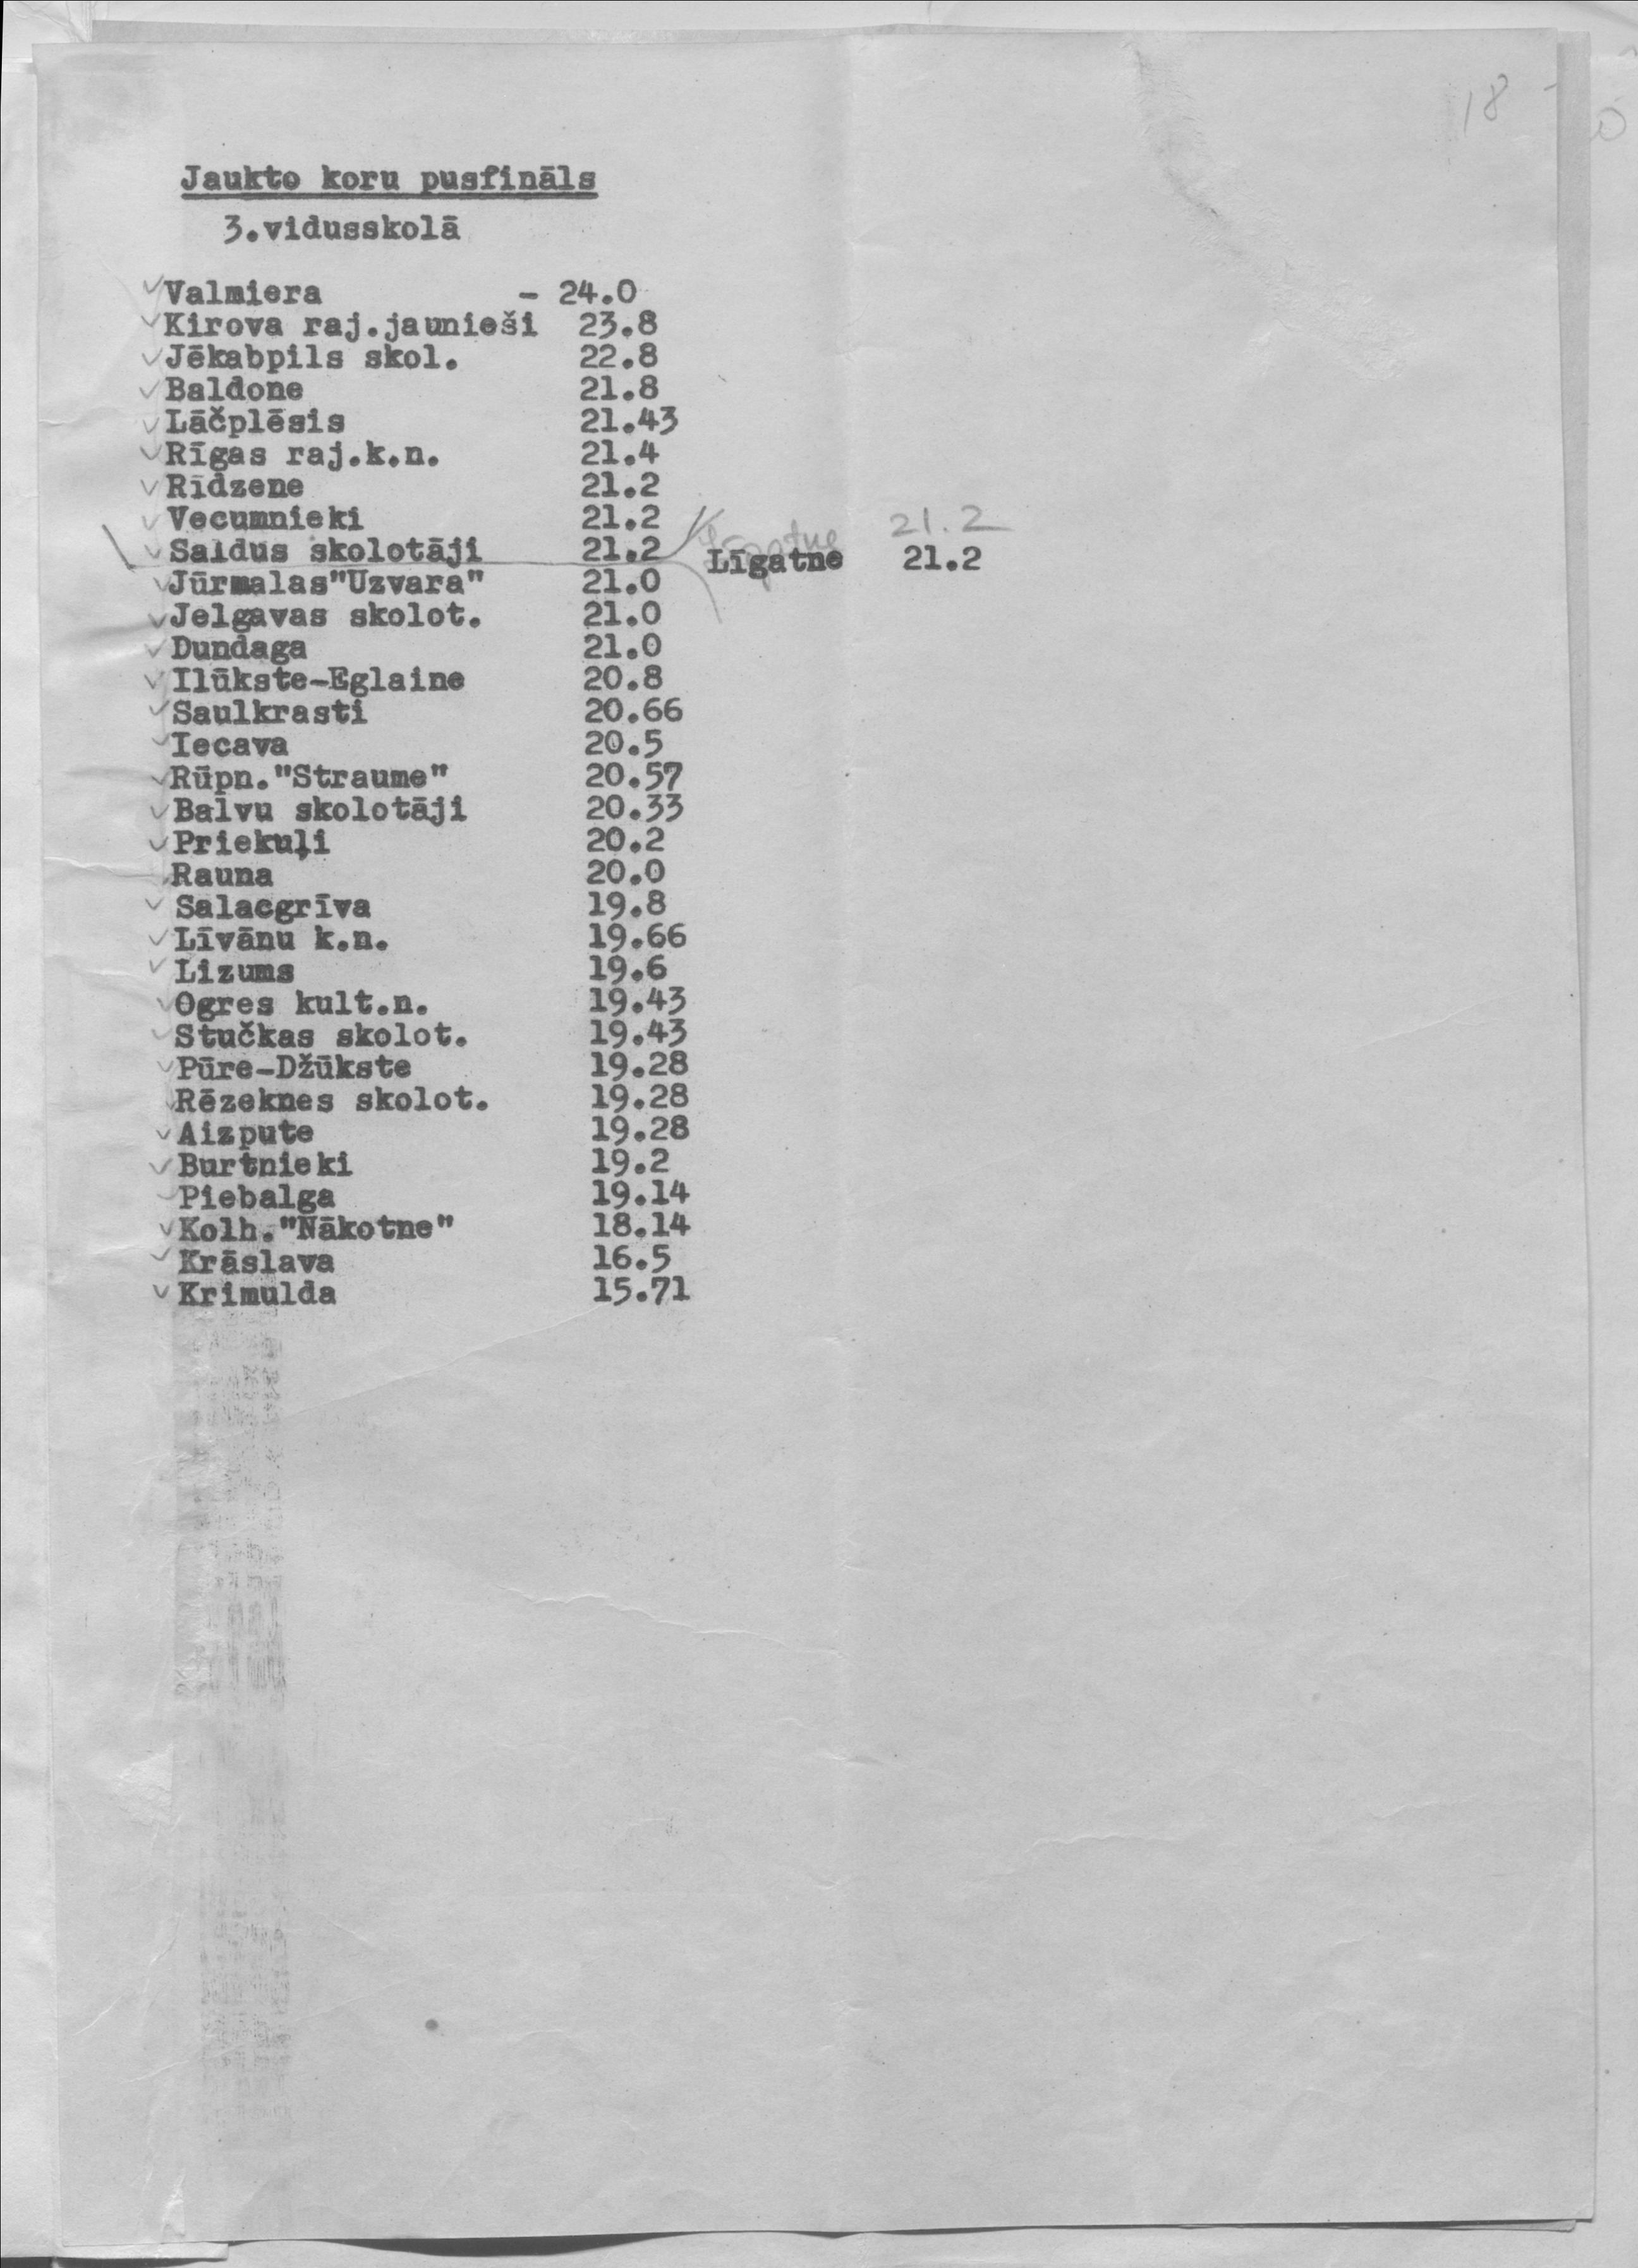 18
Jaukto koru pusfināls
3.vidusskolā
Valmiera - 24.0
Kirova raj.jaunieši 23.8
Jēkabpils skol. 22.8
Baldone 21.8
Lāčplēsis 21.43
Rīgas raj.k.n. 21.4
Rīdzene 21.2
Vecumnieki 21.2
Līgatne 21.2
Saldus skolotāji 21.2 Līgatne 21.2
Jūrmalas"Uzvara" 21.0
Jelgavas skolot. 21.0
Dundaga 21.0
Ilūkste-Eglaine 20.8
Saulkrasti 20.66
Iecava 20.5
Rūpn."Straume" 20.57
Balvu skolotāji 20.33
Priekuļi 20.2
Rauna 20.0
Salacgrīva 19.8
Līvānu k.n. 19.66
Lizums 19.6
Ogres kult.n. 19.43
Stučkas skolot. 19.43
Pūre-Džūkste 19.28
Rēzeknes skolot. 19.28
Aizpute 19.28
Burtnieki 19.2
Piebalga 19.14
Kolh."Nākotne" 18.14
Krāslava 16.5
Krimulda 15.71